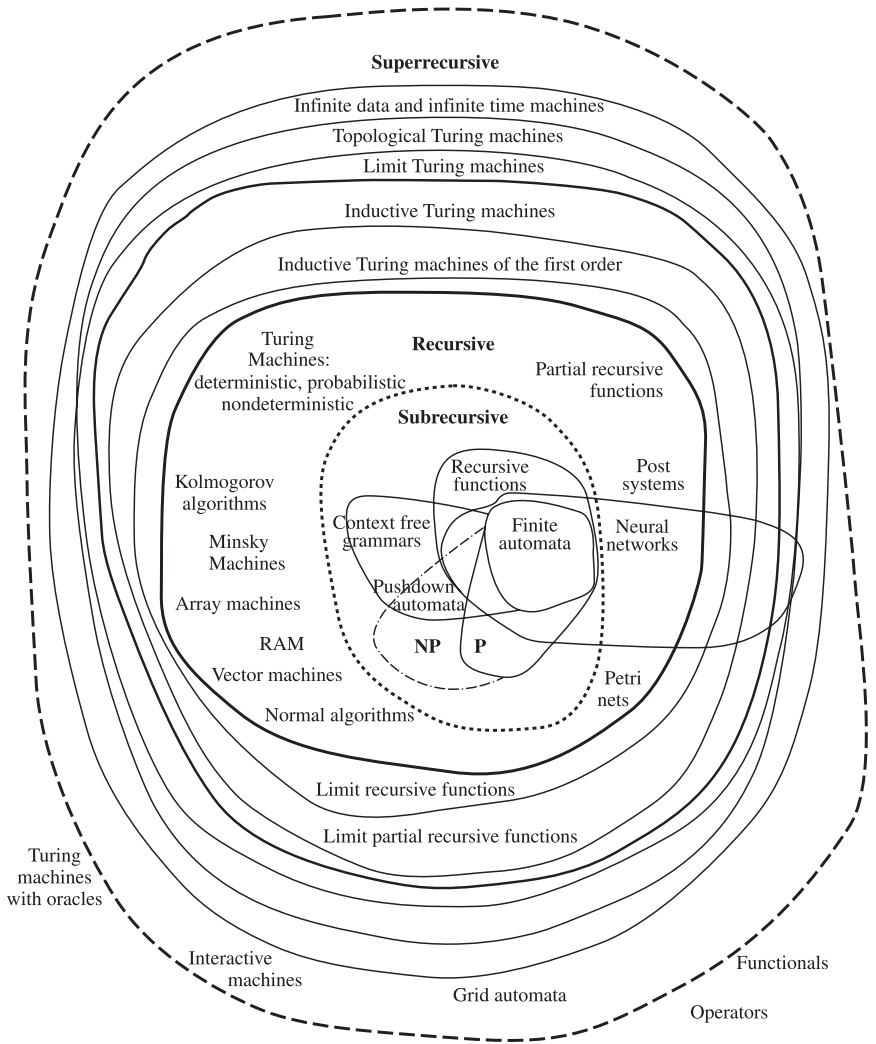 Superrecursive
Infinite data and infinite time machines
Topological Turing machines
Limit Turing machines
Inductive Turing machines
Inductive Turing machines of the first order
Turing
Machines:
deterministic, probabilistic
nondeterministic
Recursive
Partial recursive
functions
Subrecursive
Recursive
functions
Post
systems
Kolmogorov
algorithms
Context free
grammars
Finite
automata
Neural
networks
Minsky
Machines
Pushdown
automata
Array machines
RAM
NP
P
Vector machines
Petri
nets
Normal algorithms
Limit recursive functions
Limit partial recursive functions
Turing
machines
with oracles
Interactive
machines
Grid automata
Functionals
Operators